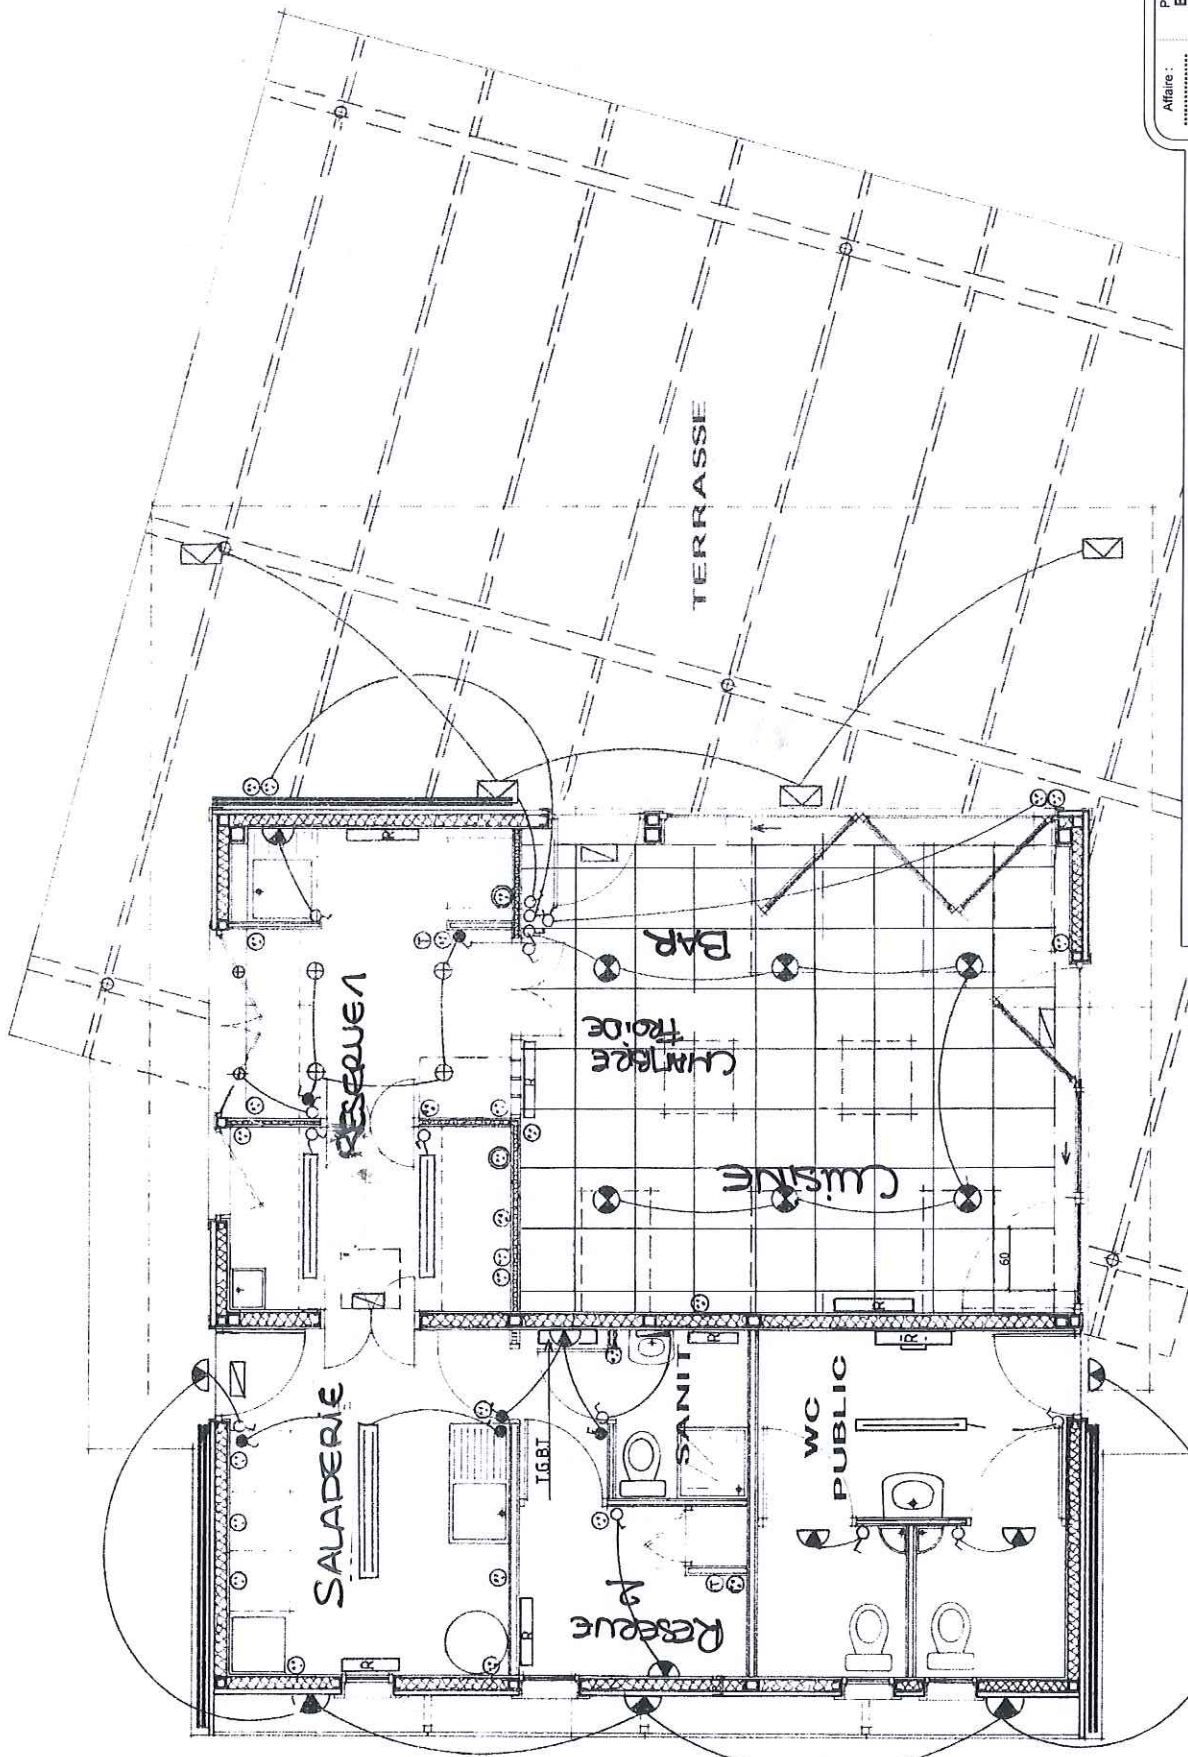 Affaire :
TERRASSE
RESERVE 1
BAR
CHAMBRE
FROIDE
CUISINE
60
SALADERIE
T.G.B.T
SANIT
WC
PUBLIC
RESERVE
2
R
R
R
R
R
R
R
T
T